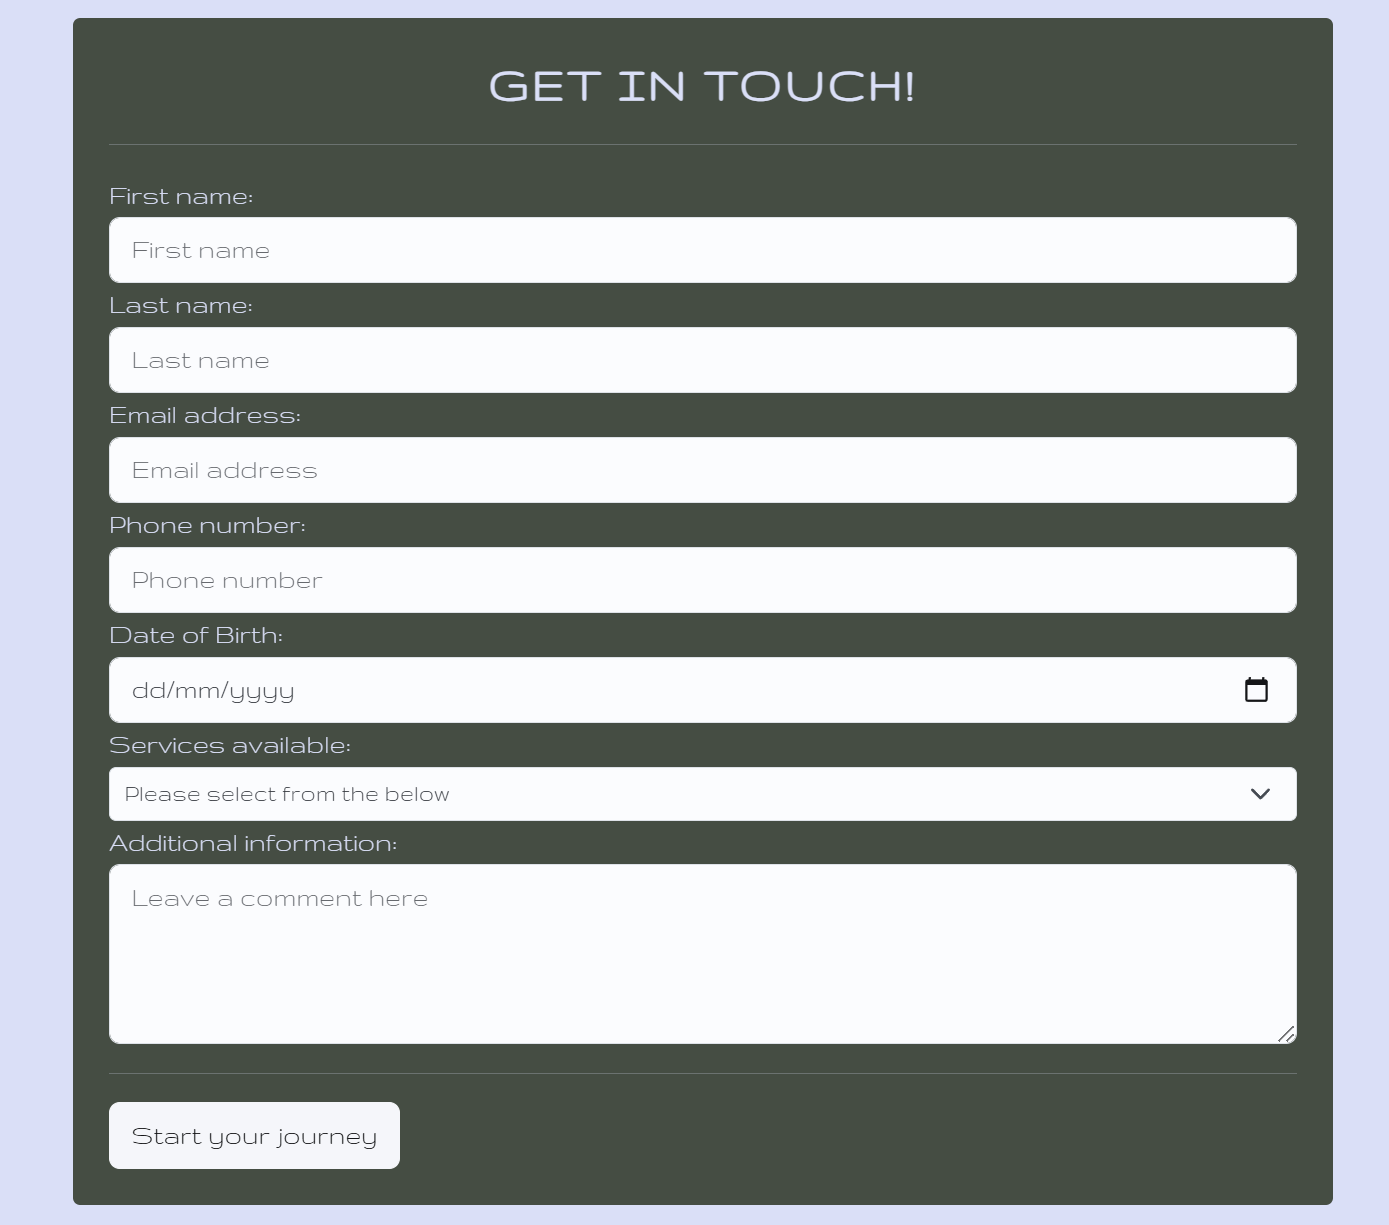 GET IN TOUCH!
First name:
First name
Last name:
Last name
Email address:
Email address
Phone number:
Phone number
Date of Birth:
dd/mm/yyyy
Services available:
Please select from the below
Additional information:
Leave a comment here
Start your journey